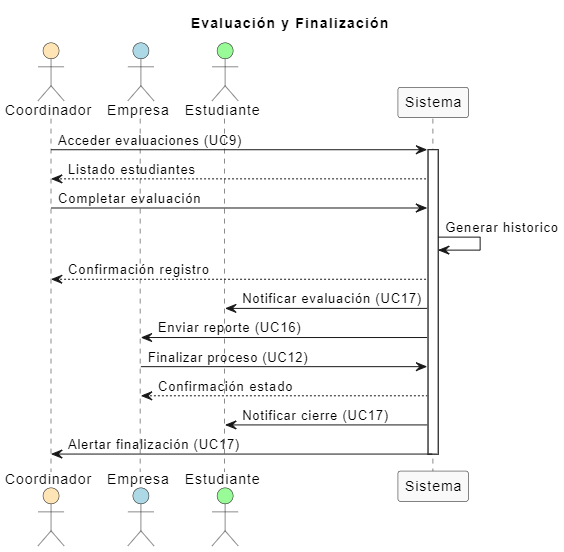 Evaluación y Finalización
Coordinador
Empresa
Estudiante
Sistema
Acceder evaluaciones (UC9)
Listado estudiantes
Completar evaluación
Generar historico
Confirmación registro
Notificar evaluación (UC17)
Enviar reporte (UC16)
Finalizar proceso (UC12)
Confirmación estado
Notificar cierre (UC17)
Alertar finalización (UC17)
Coordinador
Empresa
Estudiante
Sistema